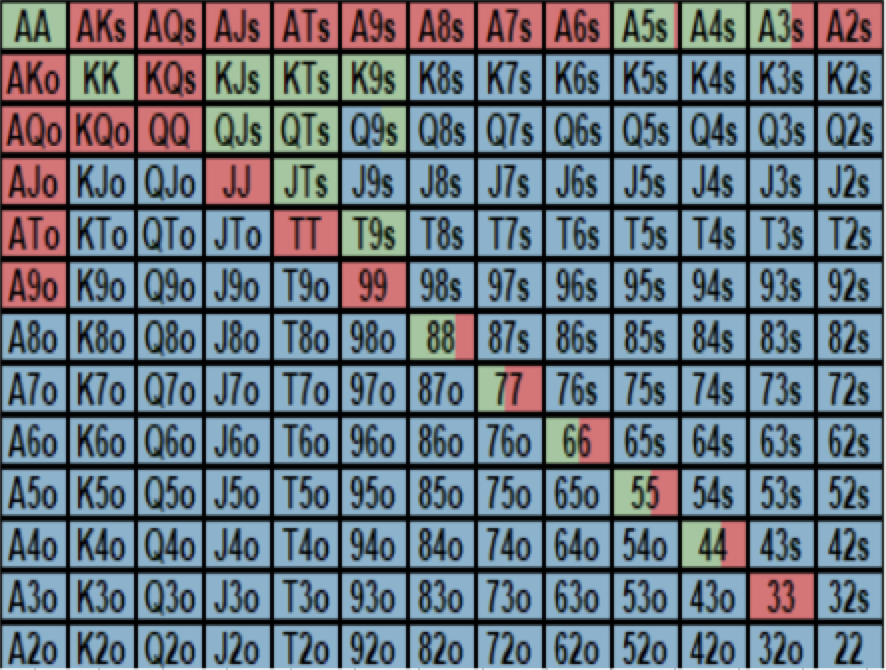 AA AKs AQs AJs ATs A9s A8s A7s A6s A5s A4s A3s A2s
AKo KK KQs KJs KTs K9s K8s K7s K6s K5s K4s K3s K2s
AQo KQo QQ QJs QTs Q9s Q8s Q7s Q6s Q5s Q4s Q3s Q2s
AJo KJo QJo JJ JTs J9s J8s J7s J6s J5s J4s J3s J2s
ATo KTo QTo JTo TT T9s T8s T7s T6s T5s T4s T3s T2s
A9o K9o Q9o J9o T9o 99 98s 97s 96s 95s 94s 93s 92s
A8o K8o Q8o J8o T8o 98o 88 87s 86s 85s 84s 83s 82s
A7o K7o Q7o J7o T7o 97o 87o 77 76s 75s 74s 73s 72s
A6o K6o Q6o J6o T6o 96o 86o 76o 66 65s 64s 63s 62s
A5o K5o Q5o J5o T5o 95o 85o 75o 65o 55 54s 53s 52s
A4o K4o Q4o J4o T4o 94o 84o 74o 64o 54o 44 43s 42s
A3o K3o Q3o J3o T3o 93o 83o 73o 63o 53o 43o 33 32s
A2o K2o Q2o J2o T2o 92o 82o 72o 62o 52o 42o 32o 22